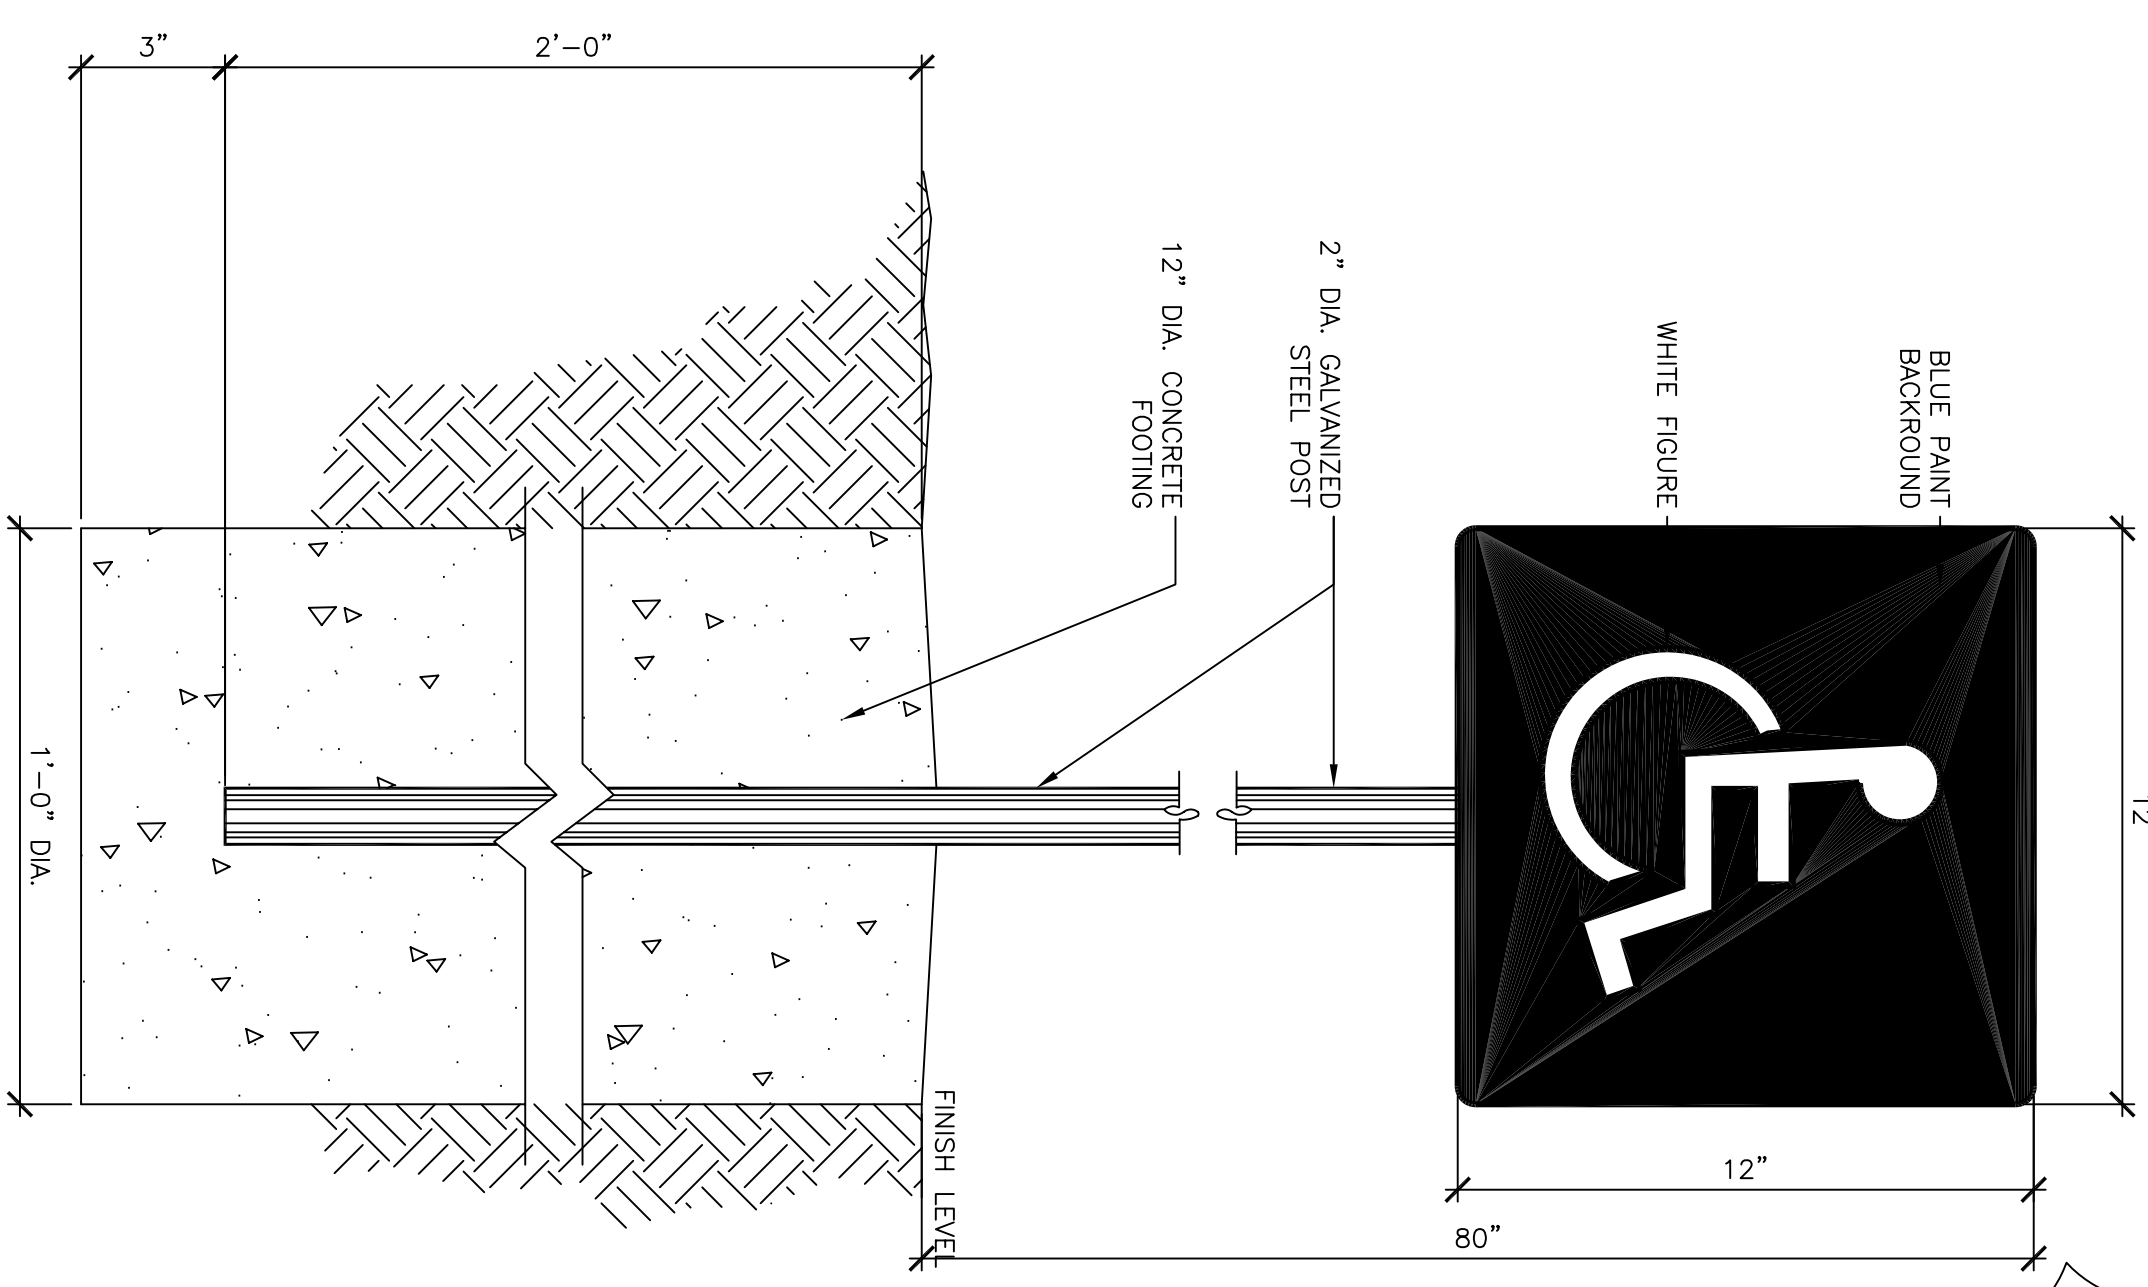 3"
2'-0"
BLUE PAINT
BACKROUND
WHITE FIGURE
2" DIA. GALVANIZED
STEEL POST
12" DIA. CONCRETE
FOOTING
12
12"
80"
FINISH LEVEL
1'-0" DIA.